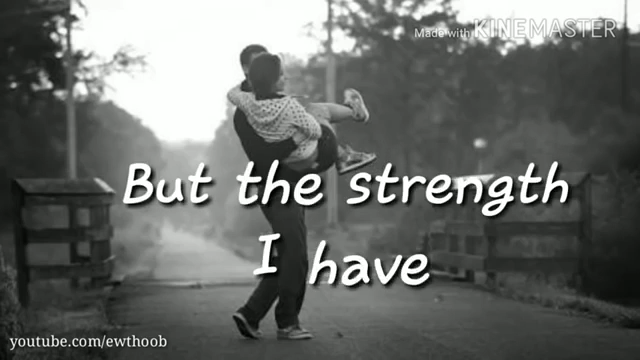 Made with KINEMASTER
But the strength
I have
youtube.com/ewthoob